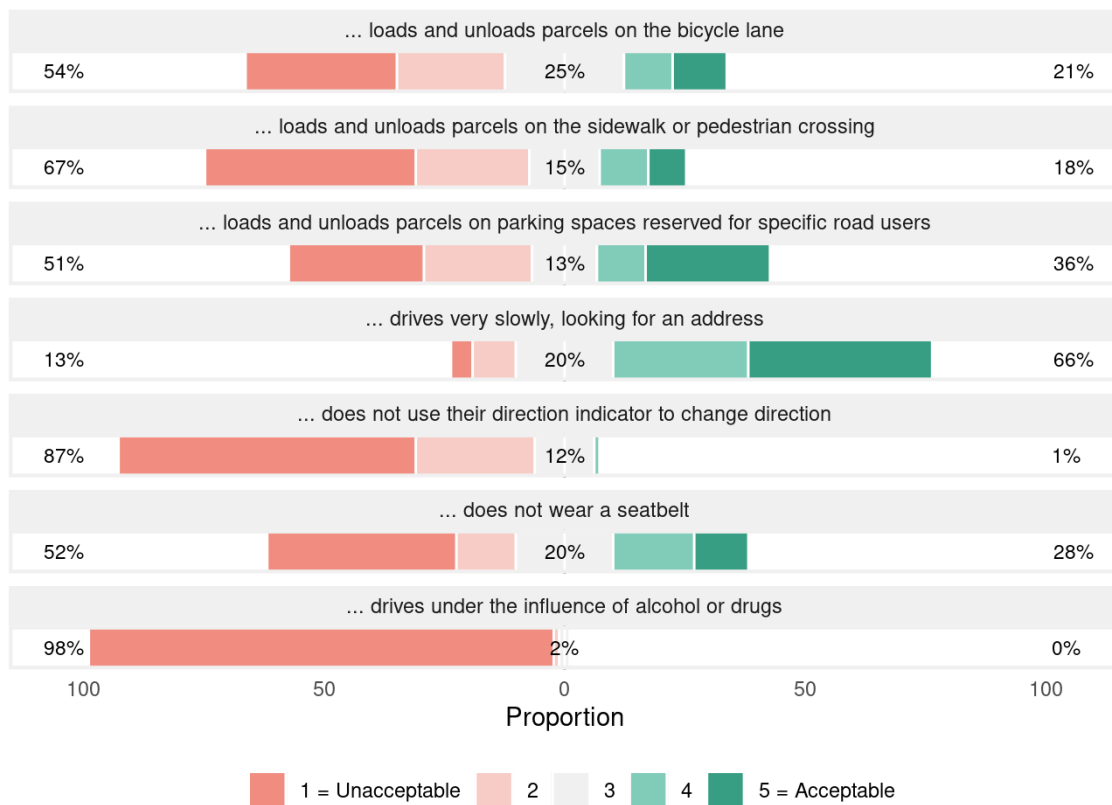 ... loads and unloads parcels on the bicycle lane
54% 25% 21%
... loads and unloads parcels on the sidewalk or pedestrian crossing
67% 15% 18%
... loads and unloads parcels on parking spaces reserved for specific road users
51% 13% 36%
... drives very slowly, looking for an address
13% 20% 66%
... does not use their direction indicator to change direction
87% 12% 1%
... does not wear a seatbelt
52% 20% 28%
... drives under the influence of alcohol or drugs
98% 2% 0%
100 50 0 50 100
Proportion
1 = Unacceptable 2 3 4 5 = Acceptable